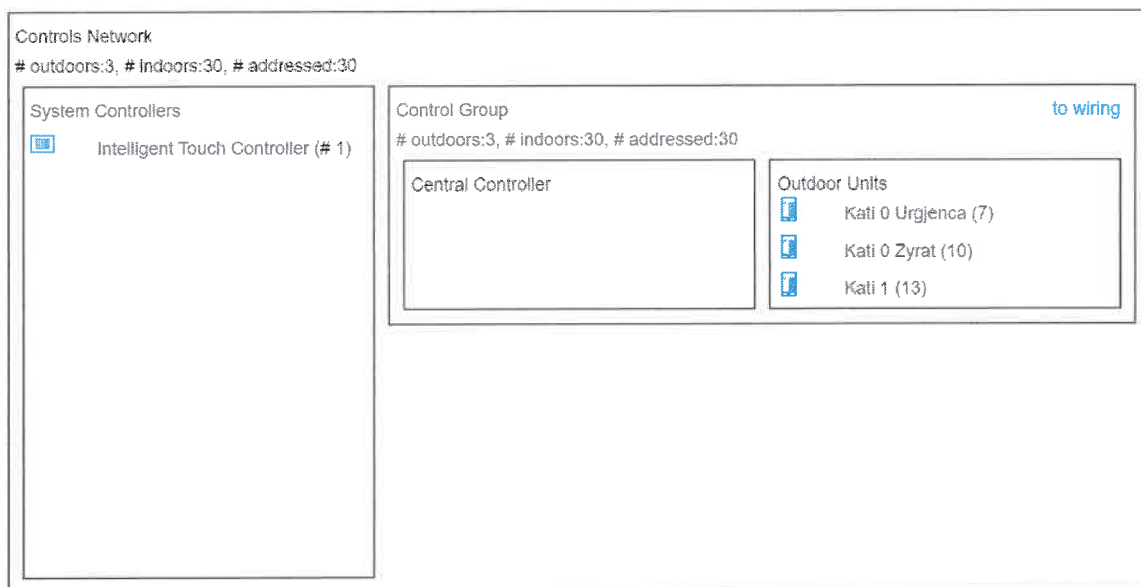 Controls Network
# outdoors:3, # indoors:30, # addressed:30
System Controllers
Intelligent Touch Controller (# 1)
Control Group
to wiring
# outdoors:3, # indoors:30, # addressed:30
Central Controller
Outdoor Units
Kati 0 Urgjenca (7)
Kati 0 Zyrat (10)
Kati 1 (13)